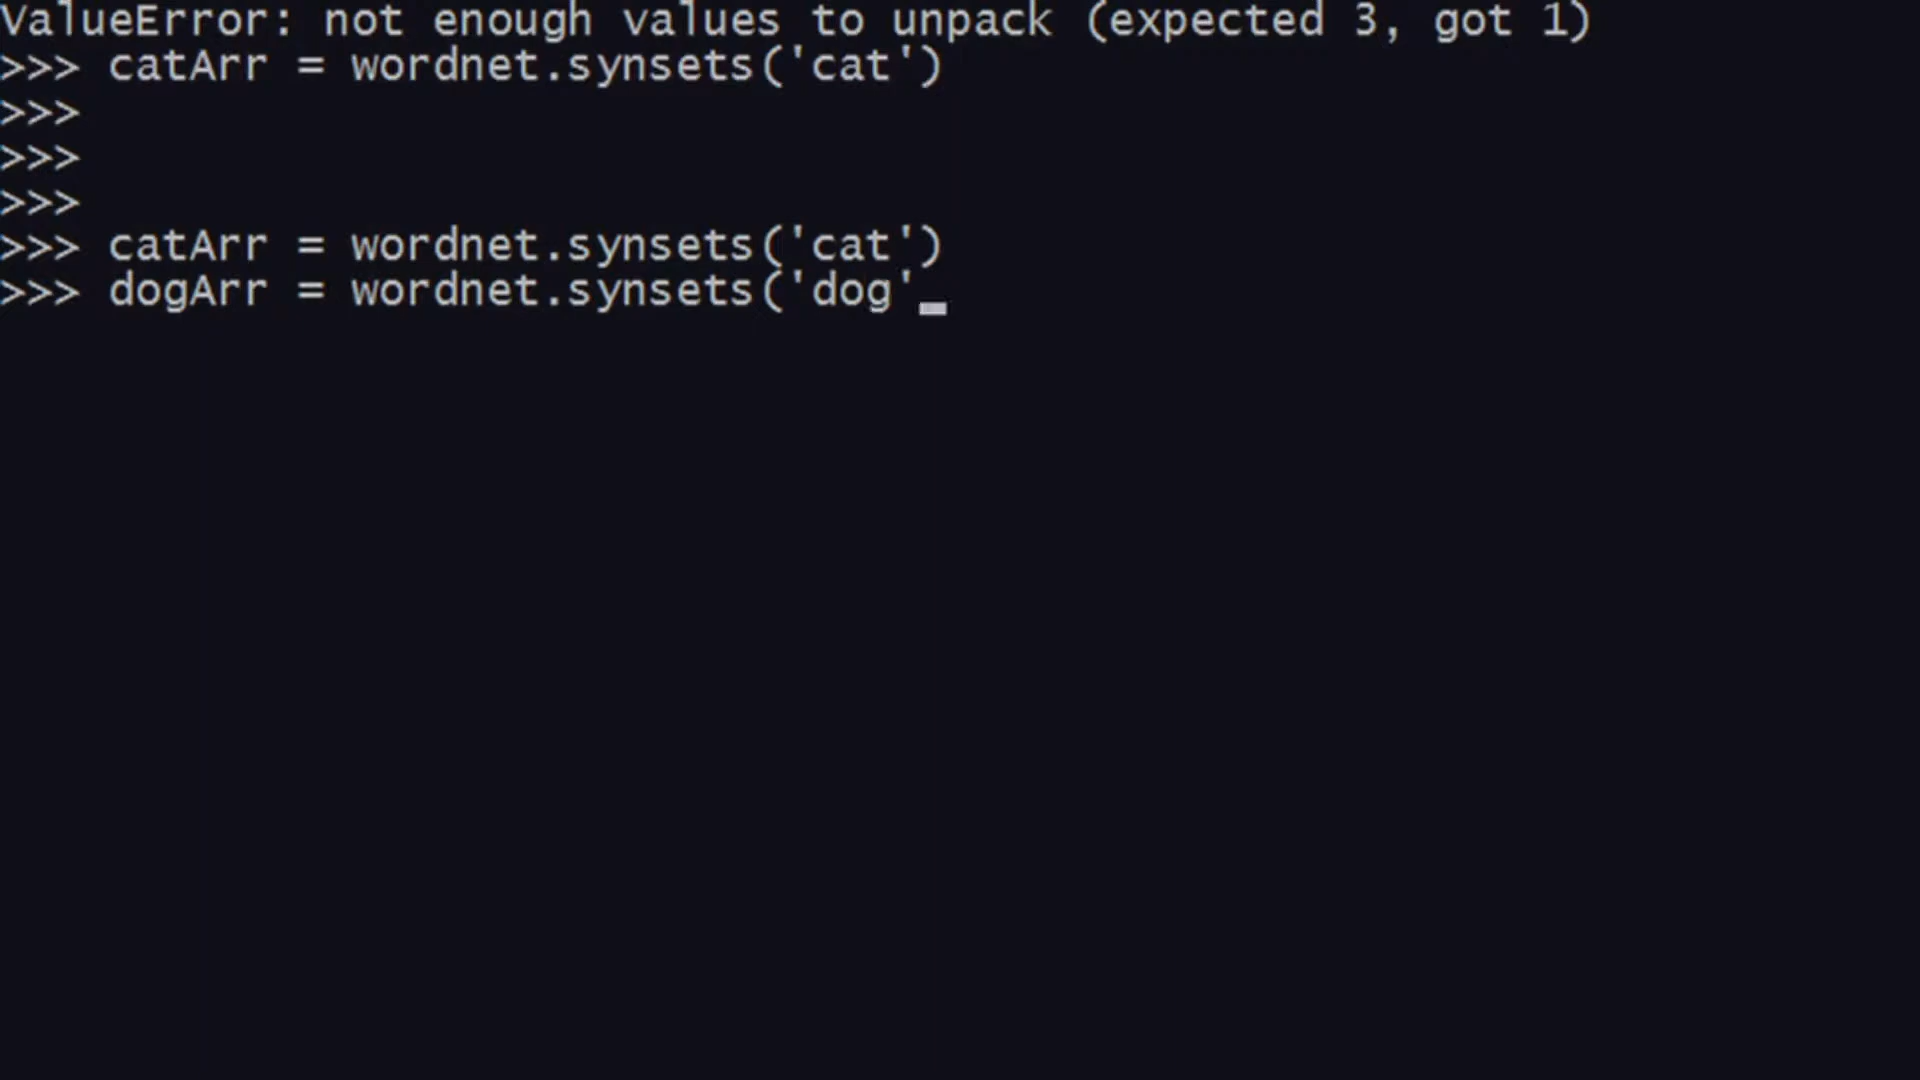 ValueError: not enough values to unpack (expected 3, got 1)
>>> catArr = wordnet.synsets('cat')
>>>
>>>
>>>
>>> catArr = wordnet.synsets('cat')
>>> dogArr = wordnet.synsets('dog'